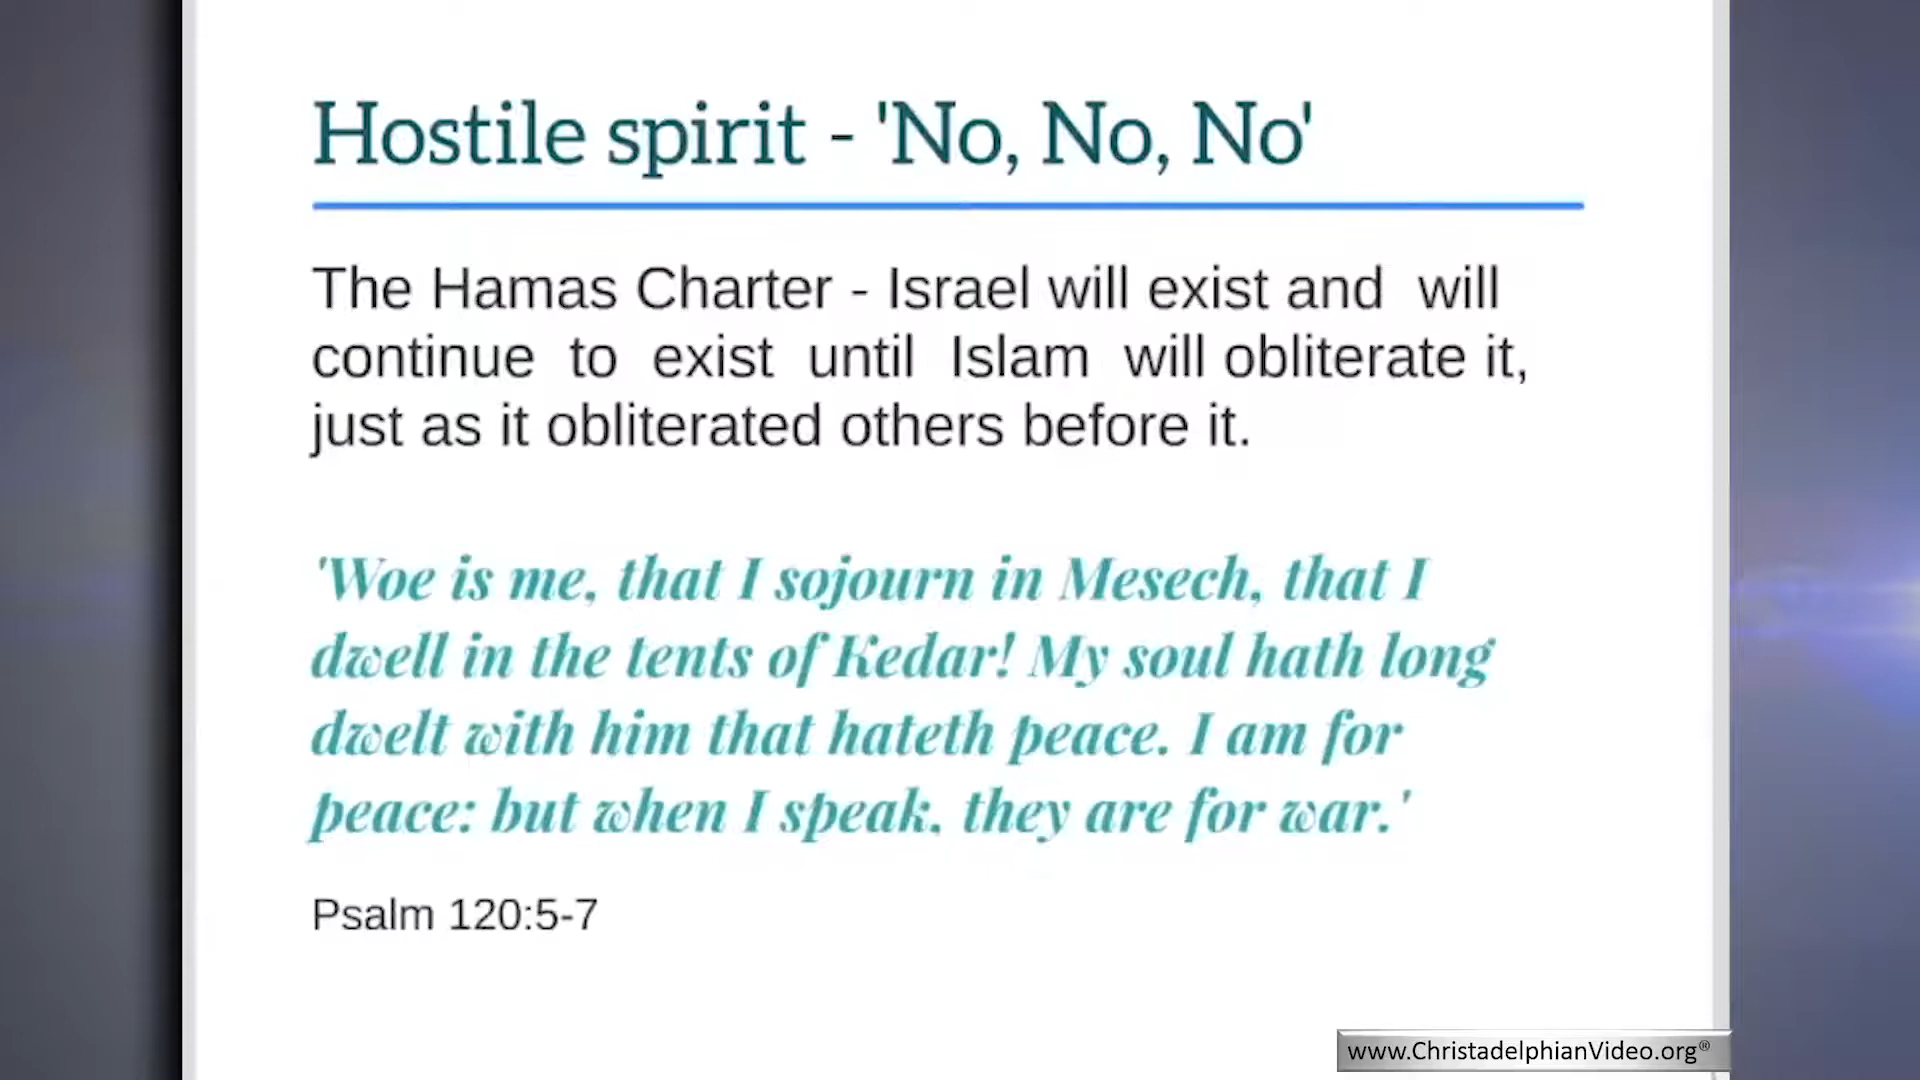 Hostile spirit - 'No, No, No'
The Hamas Charter - Israel will exist and will
continue to exist until Islam will obliterate it,
just as it obliterated others before it.
'Woe is me, that I sojourn in Mesech, that I
dwell in the tents of Kedar! My soul hath long
dwelt with him that hateth peace. I am for
peace: but when I speak, they are for war.'
Psalm 120:5-7
www.ChristadelphianVideo.org®